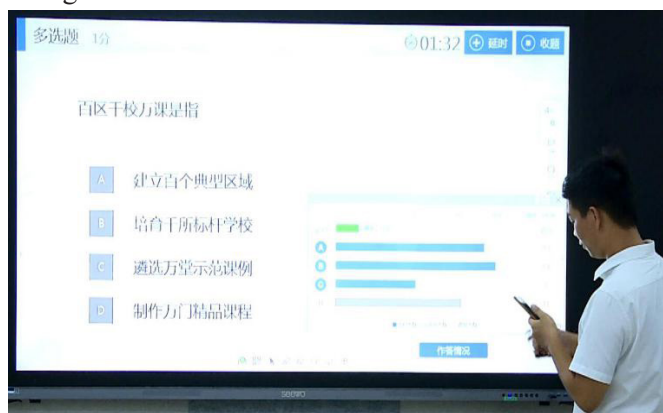 多选题 1分
01:32 延时 收题
百区千校万课是指
A 建立百个典型区域
B 培育千所标杆学校
C 遴选万堂示范课例
D 制作万门精品课程
A
B
C
作答情况
seewo